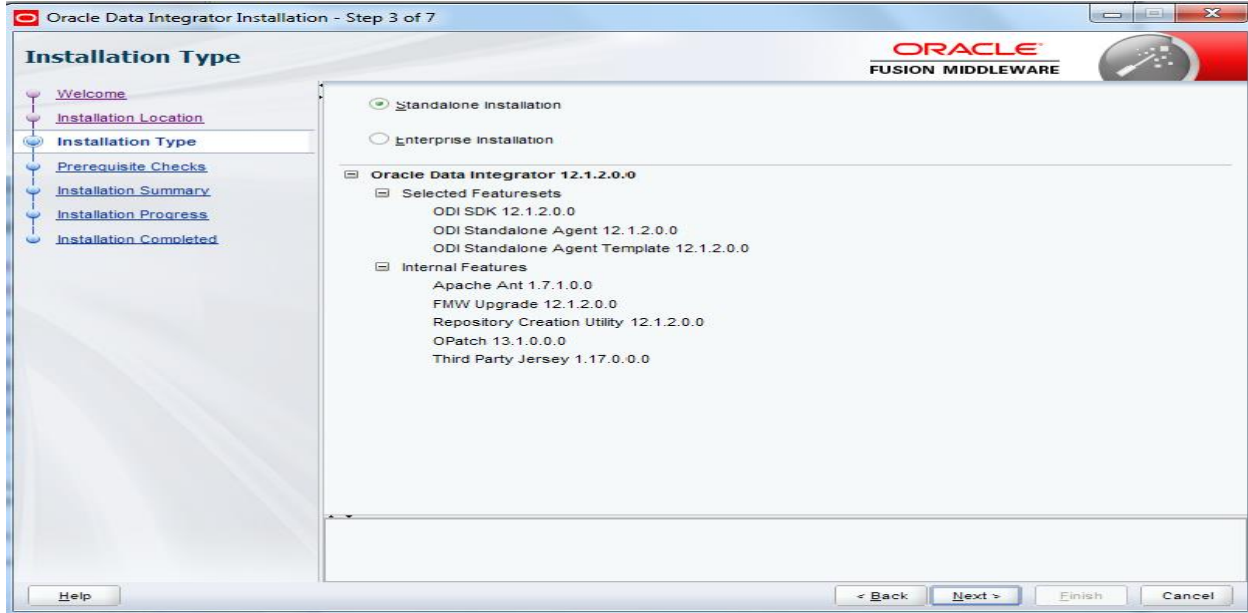 Oracle Data Integrator Installation - Step 3 of 7
Installation Type
ORACLE
FUSION MIDDLEWARE
Welcome
Installation Location
Installation Type
Prerequisite Checks
Installation Summary
Installation Progress
Installation Completed
Standalone Installation
Enterprise Installation
Oracle Data Integrator 12.1.2.0.0
Selected Featuresets
ODI SDK 12.1.2.0.0
ODI Standalone Agent 12.1.2.0.0
ODI Standalone Agent Template 12.1.2.0.0
Internal Features
Apache Ant 1.7.1.0.0
FMW Upgrade 12.1.2.0.0
Repository Creation Utility 12.1.2.0.0
OPatch 13.1.0.0.0
Third Party Jersey 1.17.0.0.0
Help
< Back
Next >
Finish
Cancel